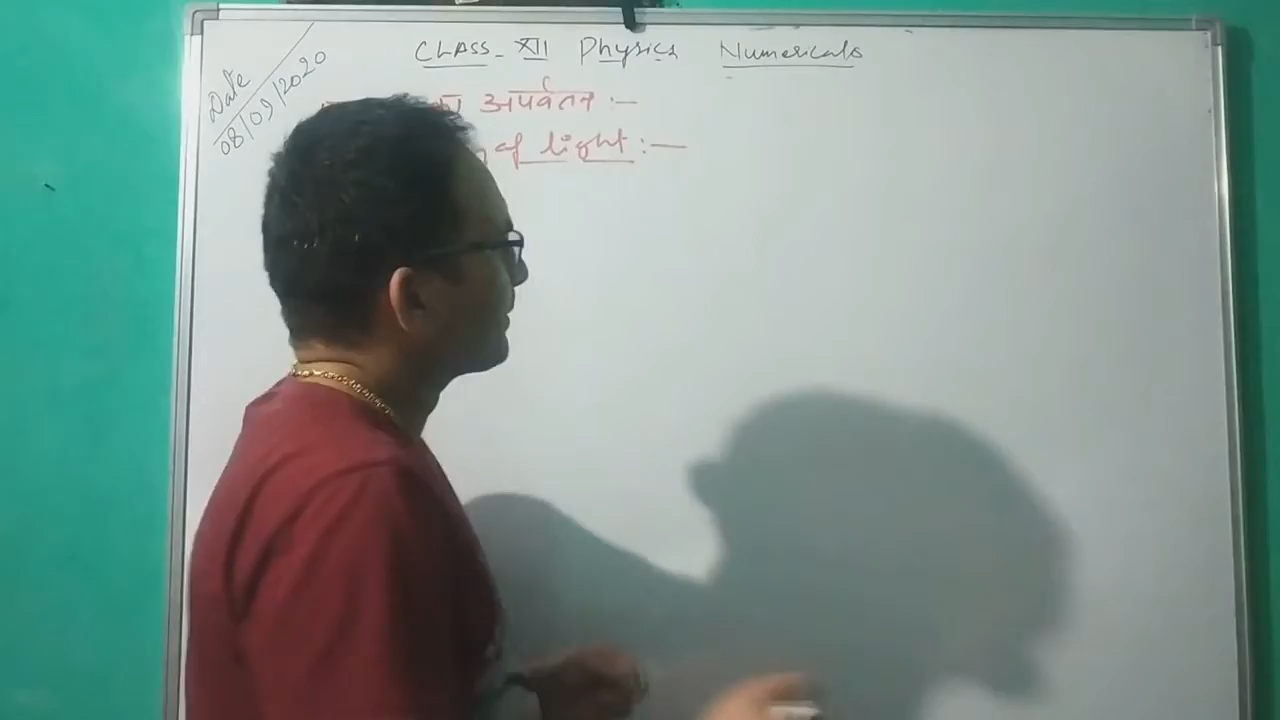 Date
08/09/2020
CLASS-XII Physics Numericals
का अपवर्तन :-
of light :-